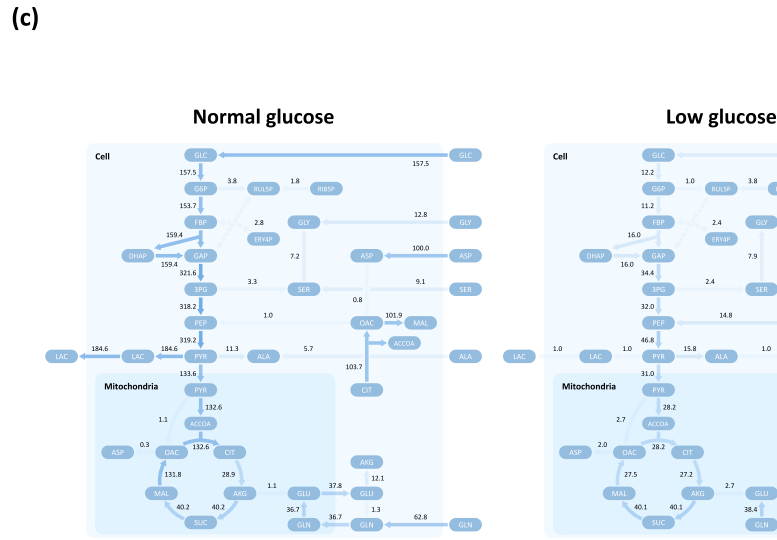 (c)
Normal glucose
Low glucose
Cell
GLC
GLC
157.5
157.5
G6P
3.8
RUL5P
1.8
RIB5P
153.7
FBP
2.8
ERY4P
GLY
12.8
GLY
159.4
DHAP
159.4
GAP
7.2
ASP
100.0
ASP
321.6
3PG
3.3
SER
9.1
SER
318.2
0.8
PEP
1.0
OAC
101.9
MAL
319.2
ACCOA
LAC
184.6
LAC
184.6
PYR
11.3
ALA
5.7
ALA
133.6
103.7
Mitochondria
PYR
CIT
132.6
1.1
ACCOA
ASP
0.3
OAC
132.6
CIT
AKG
131.8
28.9
12.1
MAL
AKG
1.1
GLU
37.8
GLU
40.2
40.2
36.7
1.3
SUC
GLN
36.7
GLN
62.8
GLN
Cell
GLC
12.2
G6P
1.0
RUL5P
3.8
11.2
FBP
2.4
ERY4P
GLY
16.0
DHAP
16.0
GAP
7.9
34.4
3PG
2.4
SER
32.0
PEP
14.8
46.8
LAC
1.0
LAC
1.0
PYR
15.8
ALA
1.0
31.0
Mitochondria
PYR
28.2
2.7
ACCOA
ASP
2.0
OAC
28.2
CIT
27.5
27.2
MAL
AKG
2.7
GLU
40.1
40.1
38.4
SUC
GLN